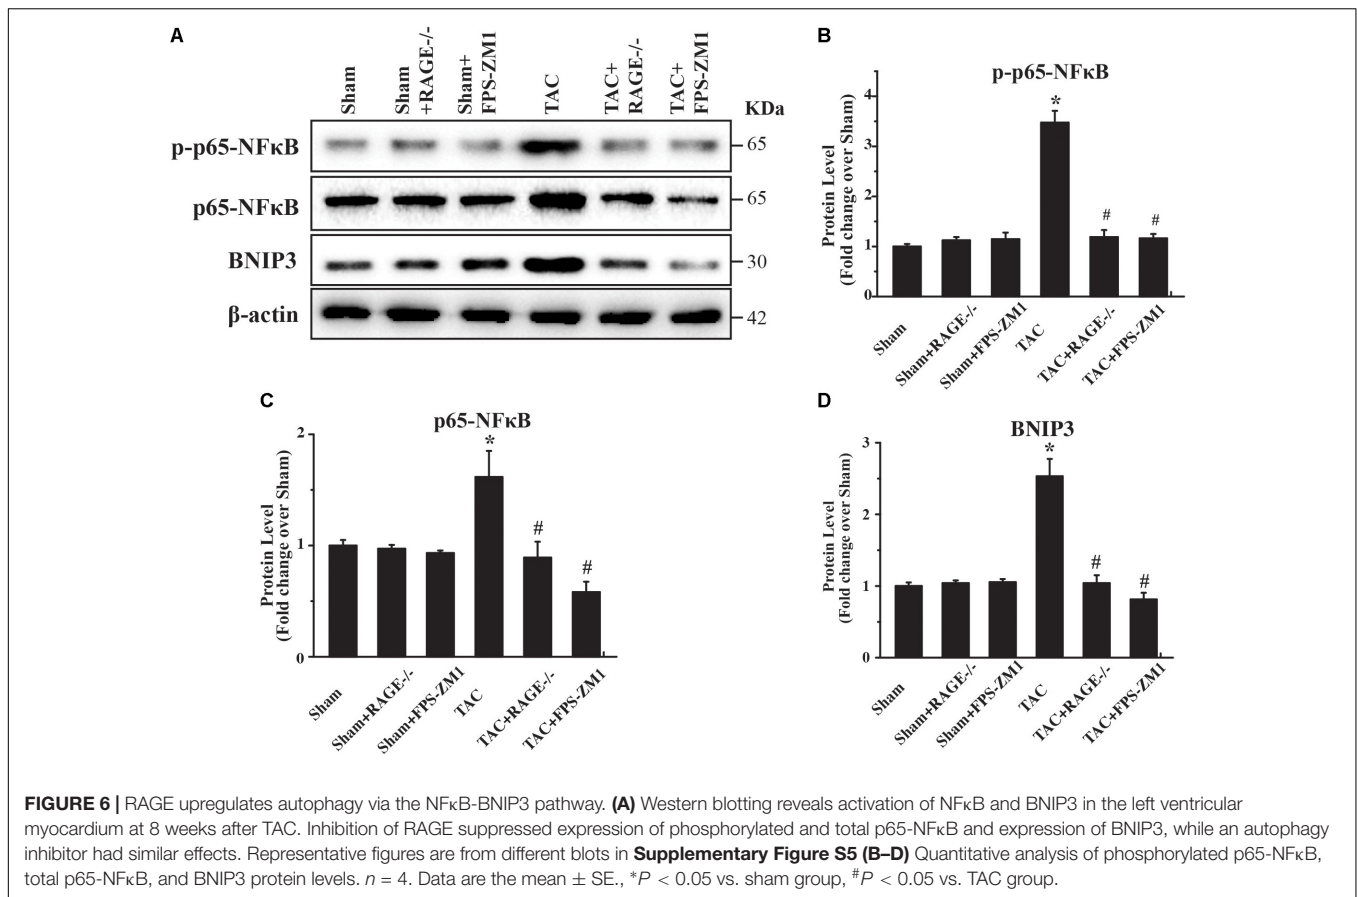 A
Sham
Sham
+RAGE-/-
Sham+
FPS-ZM1
TAC
TAC+
RAGE-/-
TAC+
FPS-ZM1
KDa
p-p65-NFκB
65
p65-NFκB
65
BNIP3
30
β-actin
42
B
p-p65-NFκB
Protein Level
(Fold change over Sham)
4
3
2
1
0
*
#
#
Sham
Sham+RAGE-/-
Sham+FPS-ZM1
TAC
TAC+RAGE-/-
TAC+FPS-ZM1
C
p65-NFκB
Protein Level
(Fold change over Sham)
2
1
0
*
#
#
Sham
Sham+RAGE-/-
Sham+FPS-ZM1
TAC
TAC+RAGE-/-
TAC+FPS-ZM1
D
BNIP3
Protein Level
(Fold change over Sham)
3
2
1
0
*
#
#
Sham
Sham+RAGE-/-
Sham+FPS-ZM1
TAC
TAC+RAGE-/-
TAC+FPS-ZM1
FIGURE 6 | RAGE upregulates autophagy via the NFκB-BNIP3 pathway. (A) Western blotting reveals activation of NFκB and BNIP3 in the left ventricular
myocardium at 8 weeks after TAC. Inhibition of RAGE suppressed expression of phosphorylated and total p65-NFκB and expression of BNIP3, while an autophagy
inhibitor had similar effects. Representative figures are from different blots in Supplementary Figure S5 (B–D) Quantitative analysis of phosphorylated p65-NFκB,
total p65-NFκB, and BNIP3 protein levels. n = 4. Data are the mean ± SE., *P < 0.05 vs. sham group, #P < 0.05 vs. TAC group.